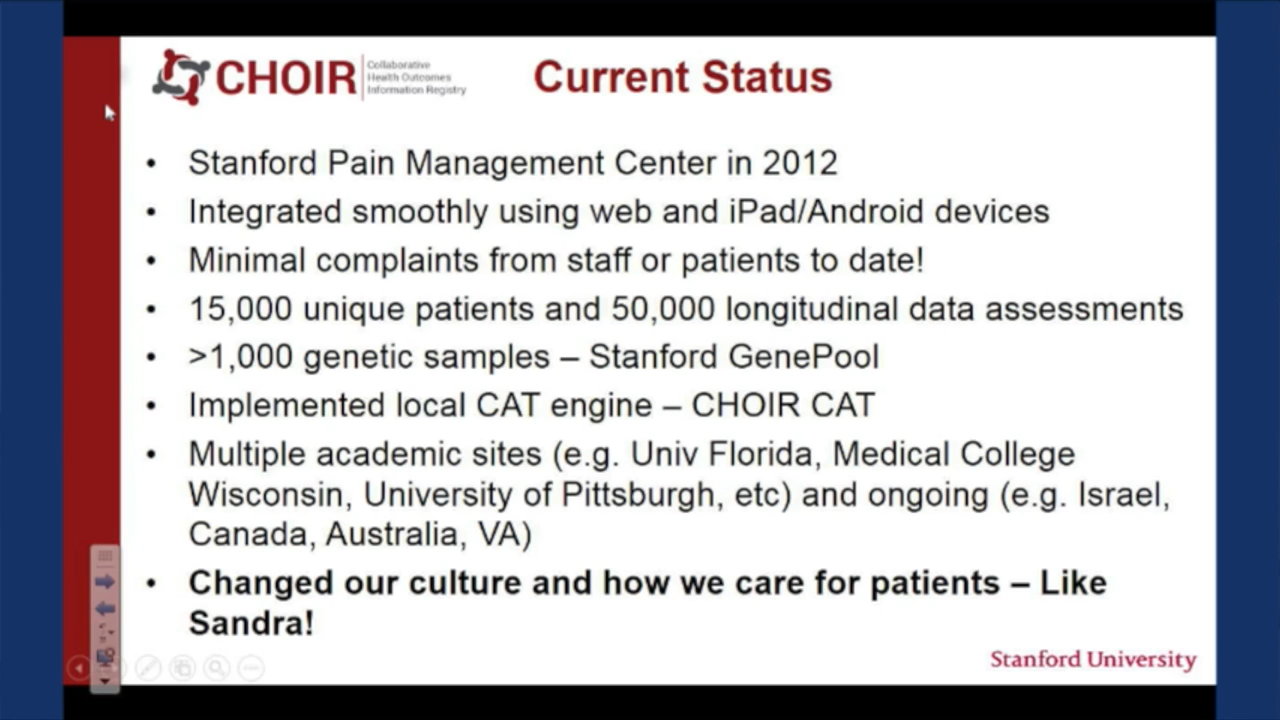 CHOIR
Collaborative
Health Outcomes
Information Registry
Current Status
• Stanford Pain Management Center in 2012
• Integrated smoothly using web and iPad/Android devices
• Minimal complaints from staff or patients to date!
• 15,000 unique patients and 50,000 longitudinal data assessments
• >1,000 genetic samples – Stanford GenePool
• Implemented local CAT engine – CHOIR CAT
• Multiple academic sites (e.g. Univ Florida, Medical College
Wisconsin, University of Pittsburgh, etc) and ongoing (e.g. Israel,
Canada, Australia, VA)
• Changed our culture and how we care for patients – Like
Sandra!
Stanford University